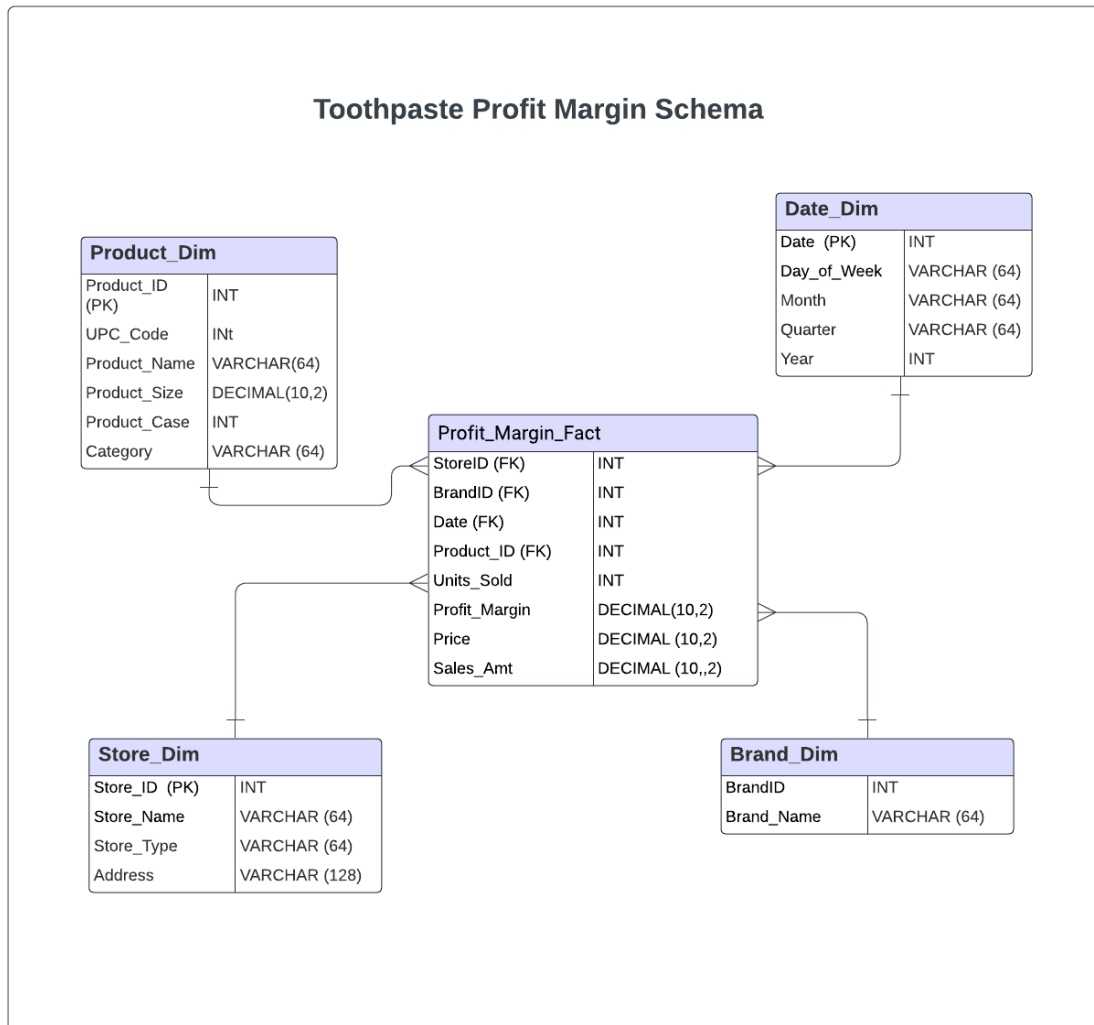 Toothpaste Profit Margin Schema
Date_Dim
Date (PK) INT
Day_of_Week VARCHAR (64)
Month VARCHAR (64)
Quarter VARCHAR (64)
Year INT
Product_Dim
Product_ID
(PK) INT
UPC_Code INt
Product_Name VARCHAR(64)
Product_Size DECIMAL(10,2)
Product_Case INT
Category VARCHAR (64)
Profit_Margin_Fact
StoreID (FK) INT
BrandID (FK) INT
Date (FK) INT
Product_ID (FK) INT
Units_Sold INT
Profit_Margin DECIMAL(10,2)
Price DECIMAL (10,2)
Sales_Amt DECIMAL (10,,2)
Store_Dim
Store_ID (PK) INT
Store_Name VARCHAR (64)
Store_Type VARCHAR (64)
Address VARCHAR (128)
Brand_Dim
BrandID INT
Brand_Name VARCHAR (64)